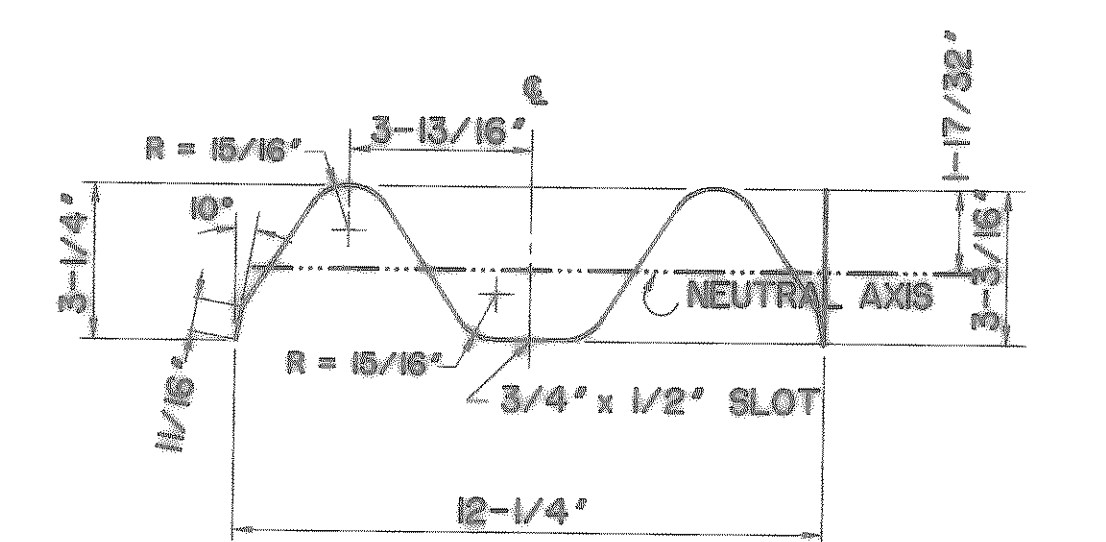 ℄
3-13/16"
R = 15/16"
1-17/32"
10°
3-1/4"
3-3/16"
NEUTRAL AXIS
11/16"
R = 15/16"
3/4" x 1/2" SLOT
12-1/4"